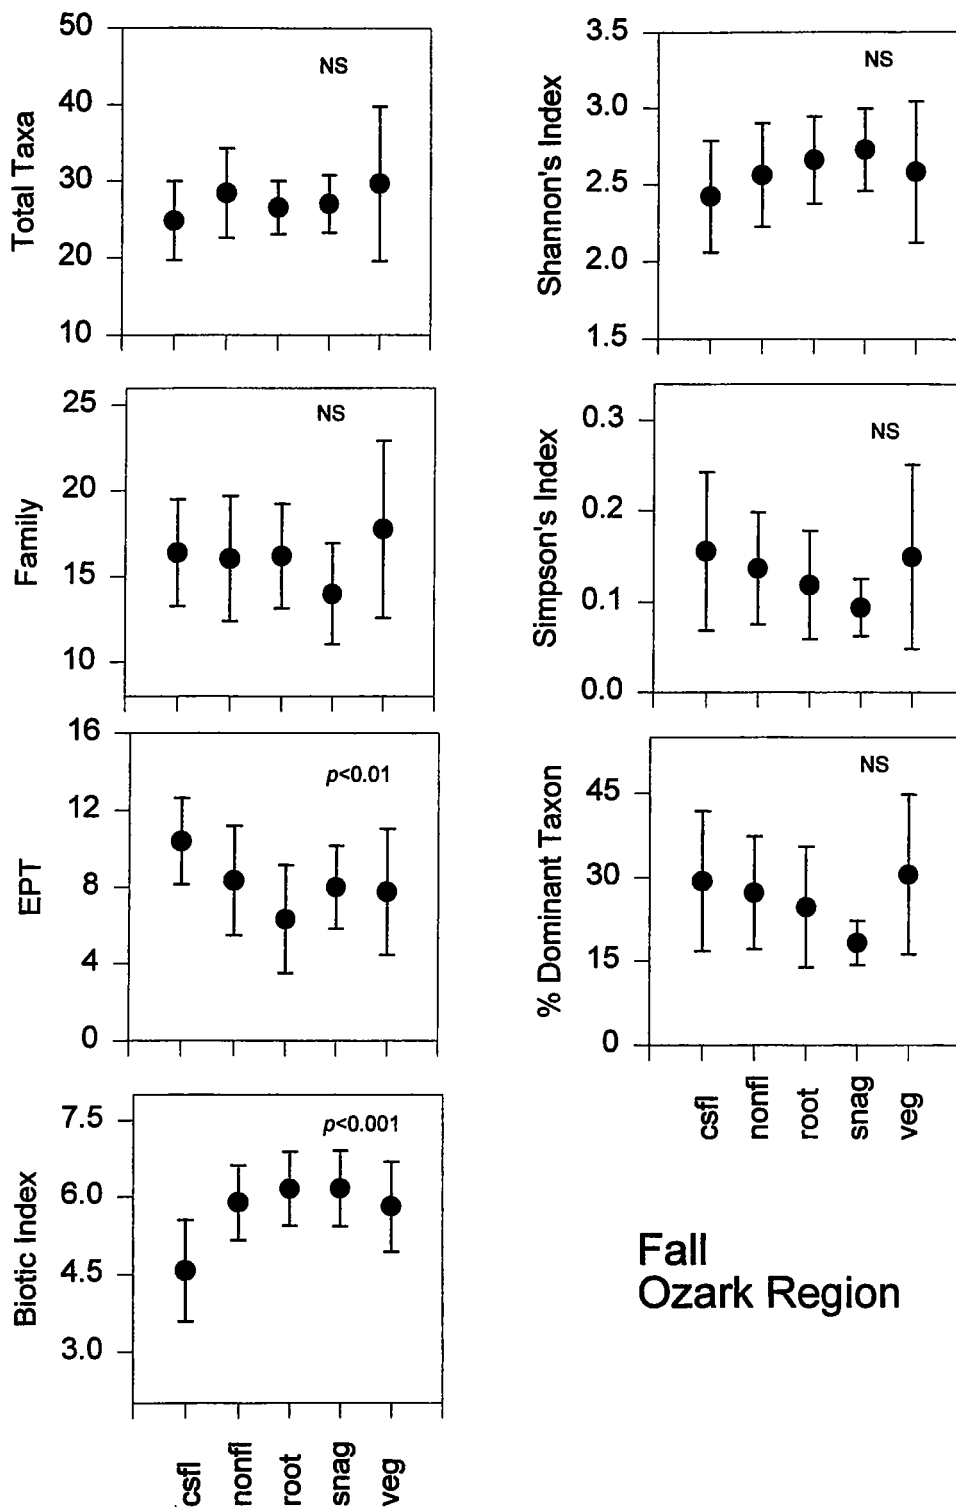 50
40
30
20
10
Total Taxa
NS
3.5
3.0
2.5
2.0
1.5
Shannon's Index
NS
25
20
15
10
Family
NS
0.3
0.2
0.1
0.0
Simpson's Index
NS
16
12
8
4
0
EPT
p<0.01
45
30
15
0
% Dominant Taxon
NS
csfl
nonfl
root
snag
veg
7.5
6.0
4.5
3.0
Biotic Index
p<0.001
csfl
nonfl
root
snag
veg
Fall
Ozark Region